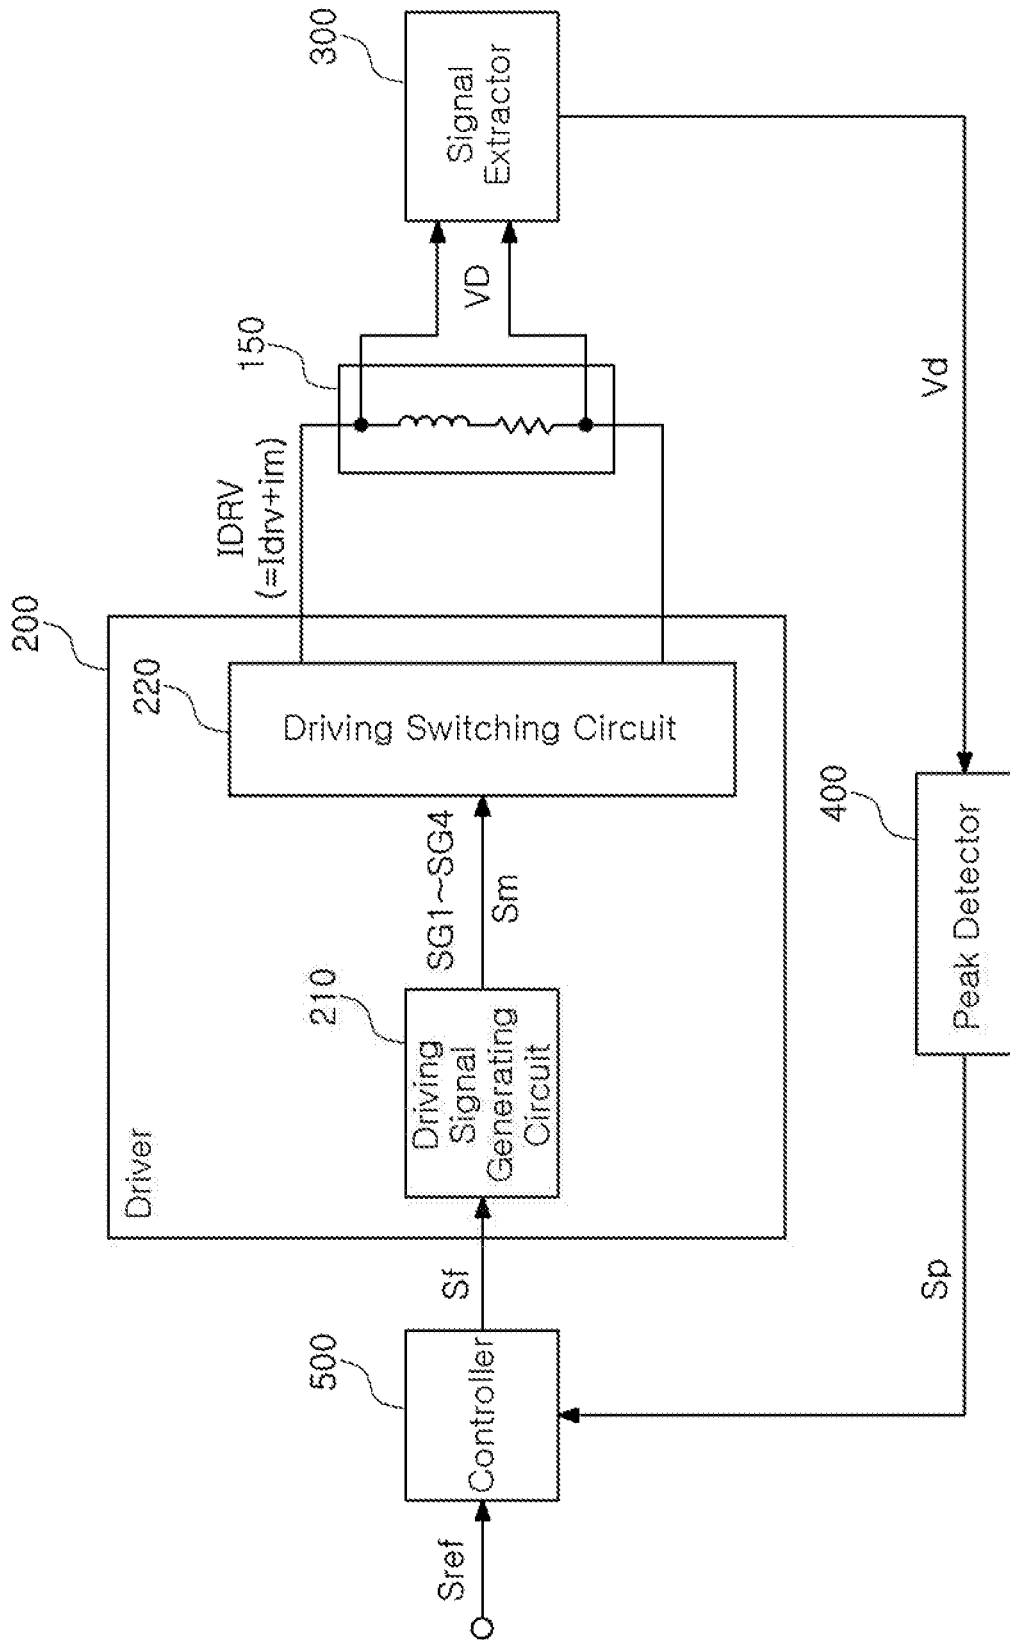 Sref
500
Controller
Sf
200
Driver
210
Driving
Signal
Generating
Circuit
SG1~SG4
Sm
220
Driving Switching Circuit
IDRV
(=Idrv+im)
150
VD
300
Signal
Extractor
Vd
400
Peak Detector
Sp